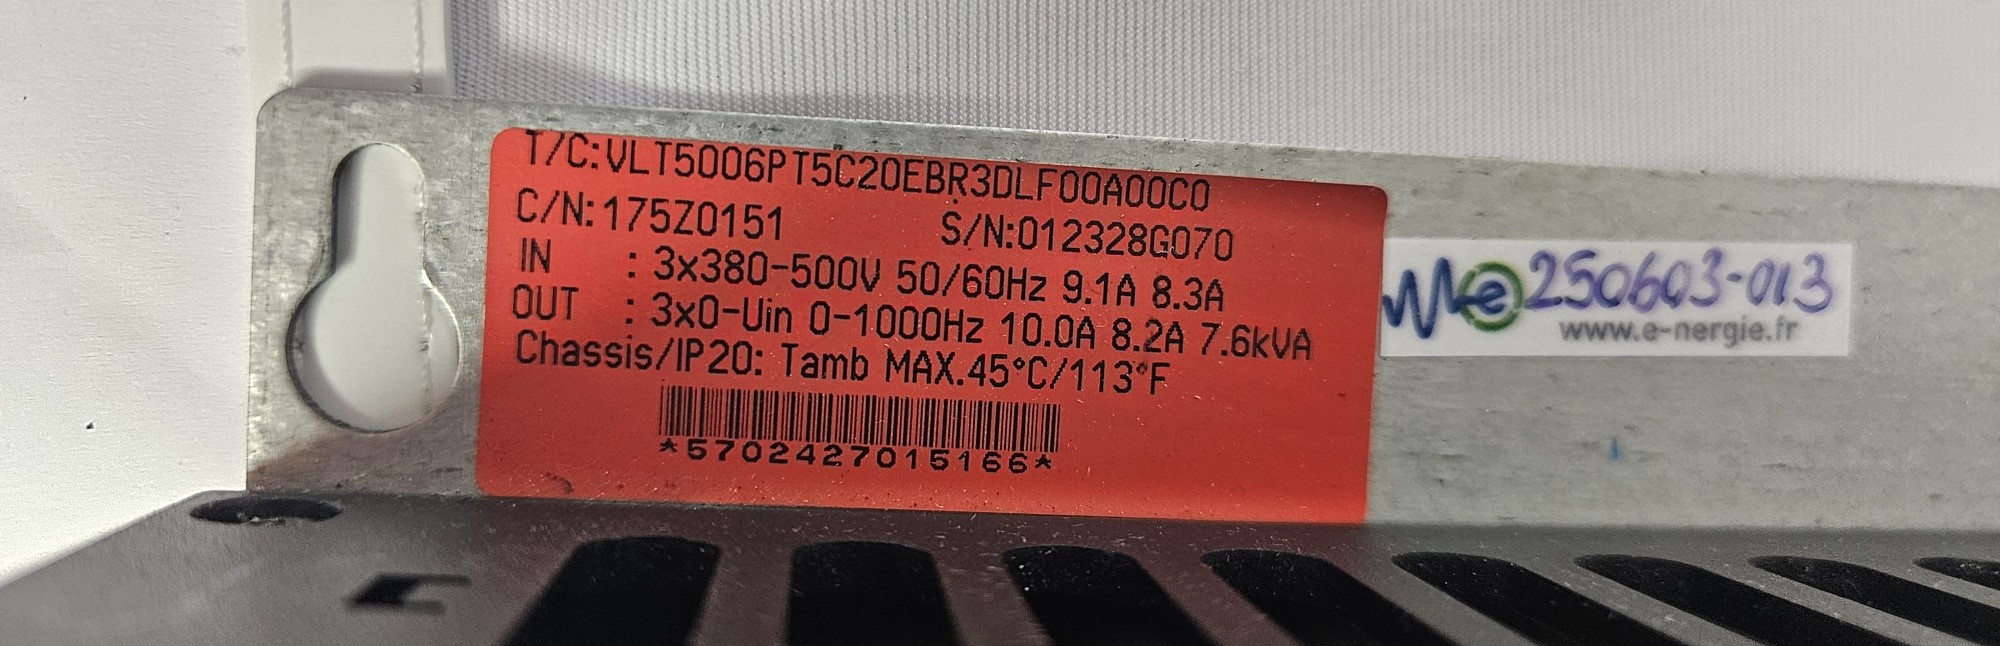 T/C:VLT5006PT5C20EBR3DLF00A00C0
C/N:175Z0151 S/N:012328G070
IN : 3x380-500V 50/60Hz 9.1A 8.3A
OUT : 3x0-Uin 0-1000Hz 10.0A 8.2A 7.6kVA
Chassis/IP20: Tamb MAX.45°C/113°F
*5702427015166*
e 250603-013
www.e-nergie.fr